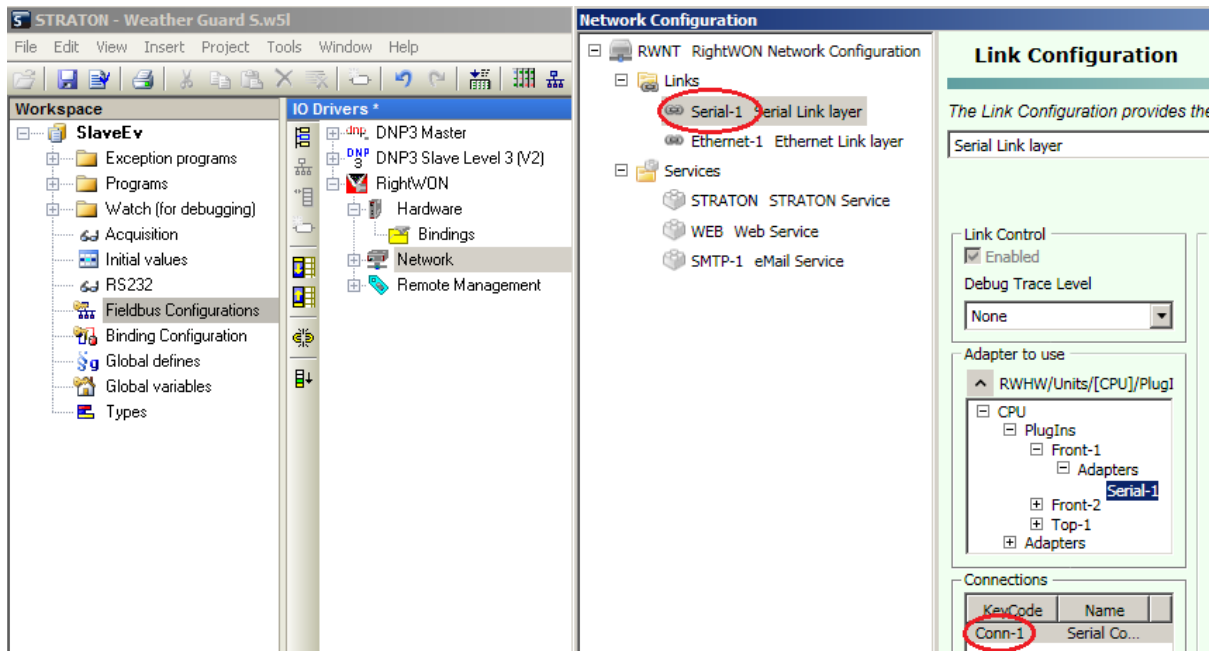 STRATON - Weather Guard S.w5l
File Edit View Insert Project Tools Window Help
Workspace
SlaveEv
Exception programs
Programs
Watch (for debugging)
Acquisition
Initial values
RS232
Fieldbus Configurations
Binding Configuration
Global defines
Global variables
Types
IO Drivers *
DNP3 Master
DNP3 Slave Level 3 (V2)
RightWON
Hardware
Bindings
Network
Remote Management
Network Configuration
RWNT RightWON Network Configuration
Links
Serial-1 Serial Link layer
Ethernet-1 Ethernet Link layer
Services
STRATON STRATON Service
WEB Web Service
SMTP-1 eMail Service
Link Configuration
The Link Configuration provides the
Serial Link layer
Link Control
Enabled
Debug Trace Level
None
Adapter to use
RWHW/Units/[CPU]/PlugI
CPU
PlugIns
Front-1
Adapters
Serial-1
Front-2
Top-1
Adapters
Connections
KeyCode Name
Conn-1 Serial Co...